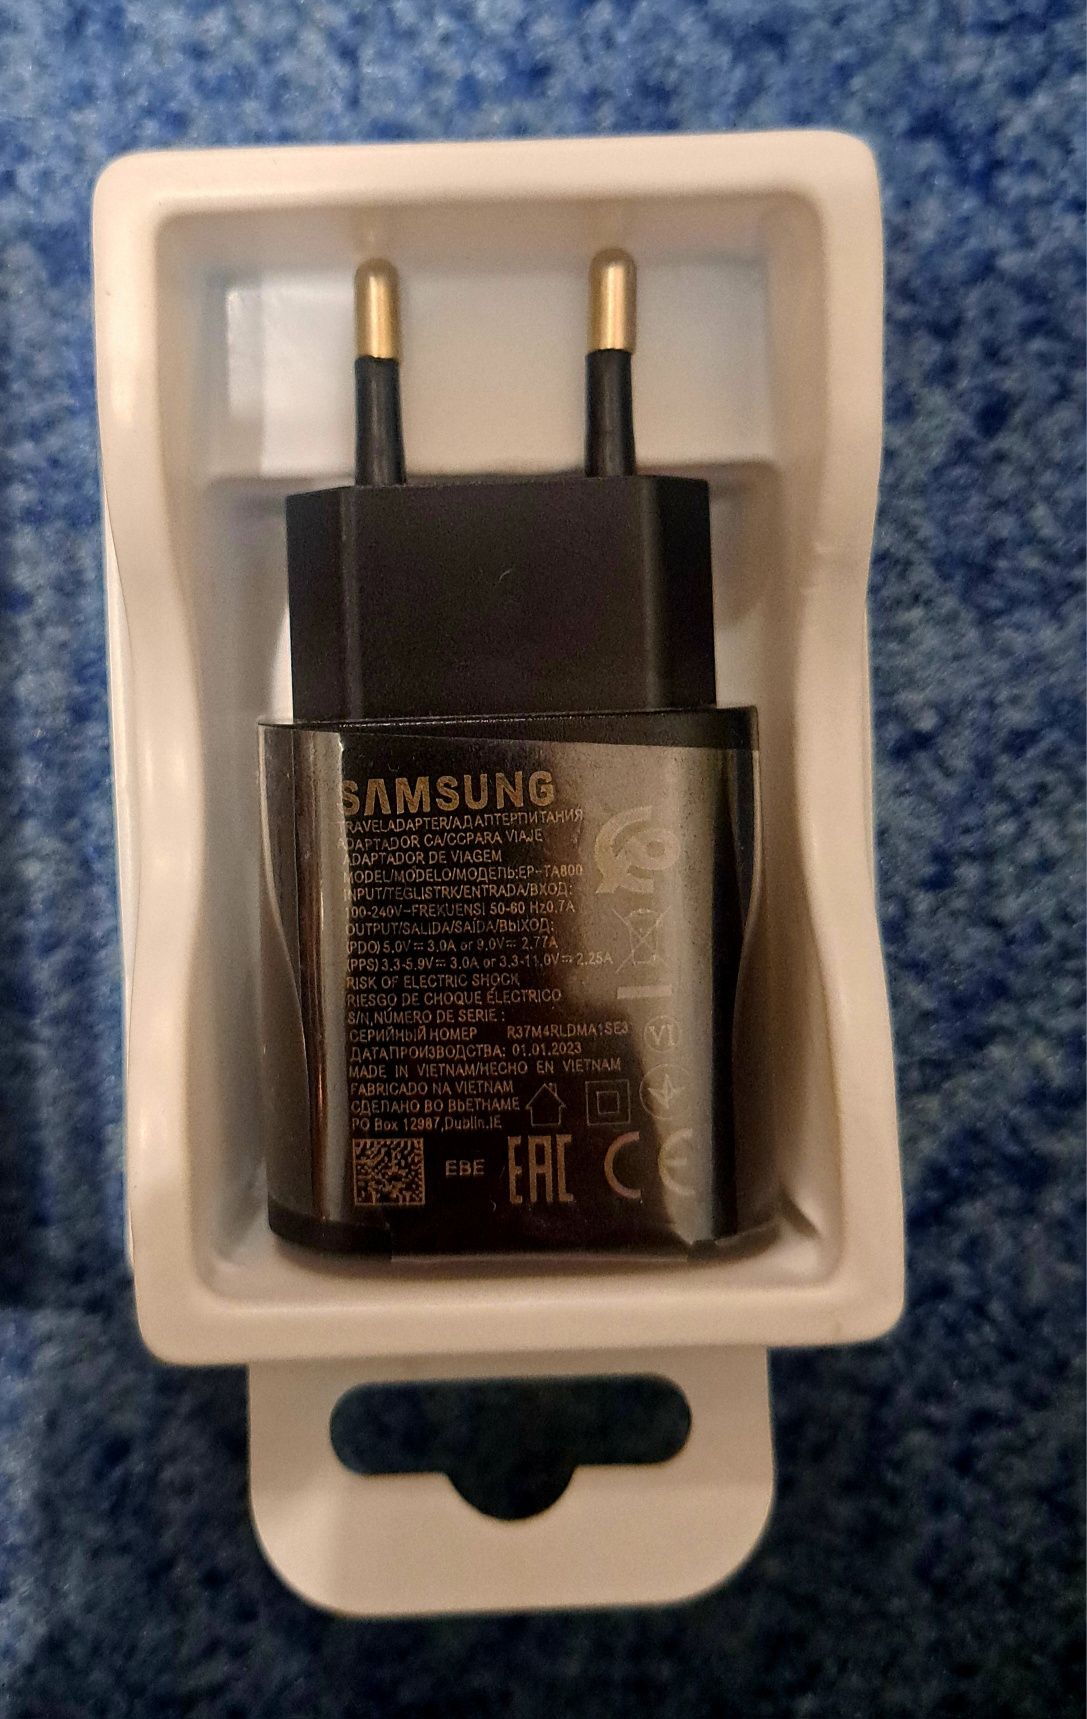 SAMSUNG
TRAVELADAPTER/АДАПТЕРПИТАНИЯ
ADAPTADOR CA/CCPARA VIAJE
ADAPTADOR DE VIAGEM
MODEL/MODELO/МОДЕПЬ:EP-TA800
INPUT/TEGLISTRK/ENTRADA/ВХОД:
100-240V~FREKUENSI 50-60 Hz0.7A
OUTPUT/SALIDA/SAÍDA/ВЫХОД:
(PDO) 5.0V⎓ 3.0A or 9.0V⎓ 2.77A
(PPS) 3.3-5.9V⎓ 3.0A or 3.3-11.0V⎓ 2.25A
RISK OF ELECTRIC SHOCK
RIESGO DE CHOQUE ÉLECTRICO
S/N,NÚMERO DE SERIE :
СЕРИЙНЫЙ НОМЕР R37M4RLDMA1SE3
ДАТАПРОИЗВОДСТВА: 01.01.2023
MADE IN VIETNAM/HECHO EN VIETNAM
FABRICADO NA VIETNAM
СДЕПАНО ВО ВЬЕТНАМЕ
PO Box 12987,Dublin.IE
EBE EAC CE
VI